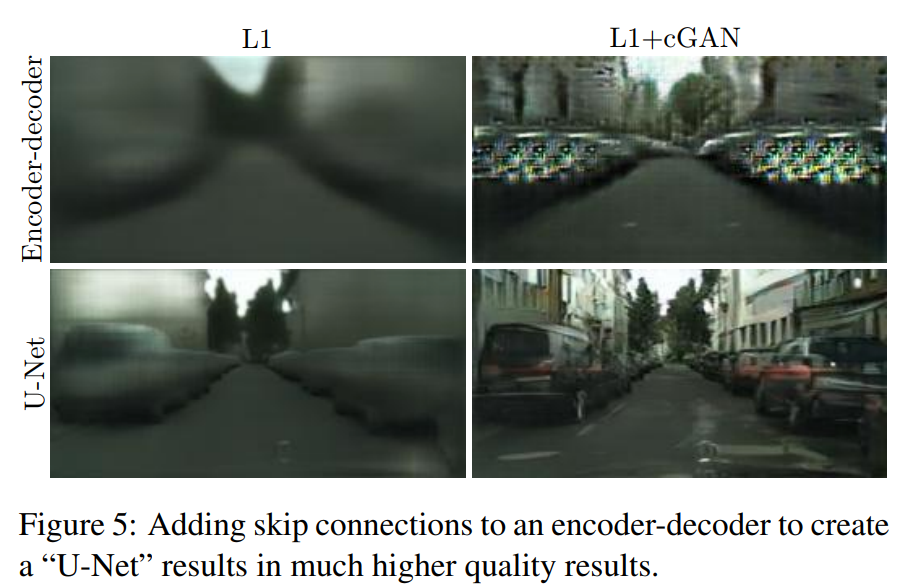 L1
L1+cGAN
Encoder-decoder
U-Net
Figure 5: Adding skip connections to an encoder-decoder to create
a “U-Net” results in much higher quality results.